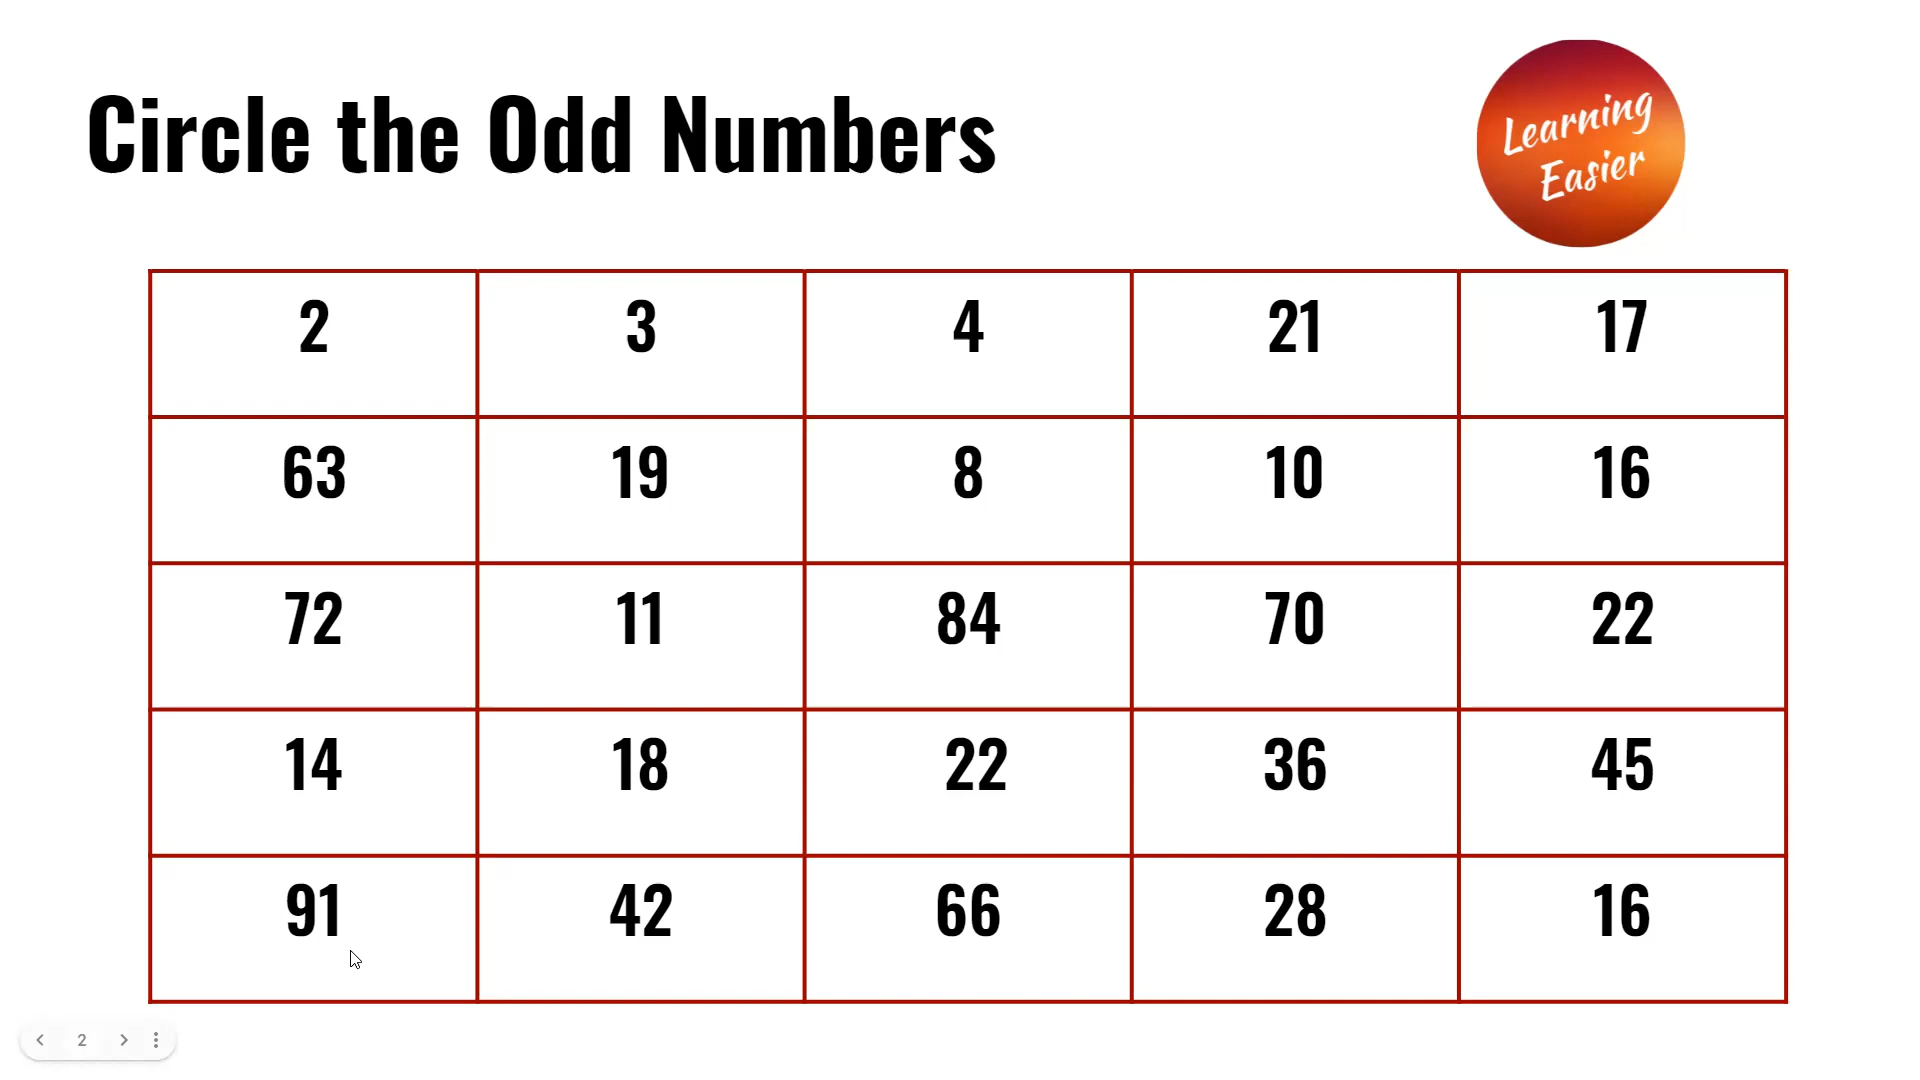 Circle the Odd Numbers
Learning
Easier
2 3 4 21 17
63 19 8 10 16
72 11 84 70 22
14 18 22 36 45
91 42 66 28 16
2